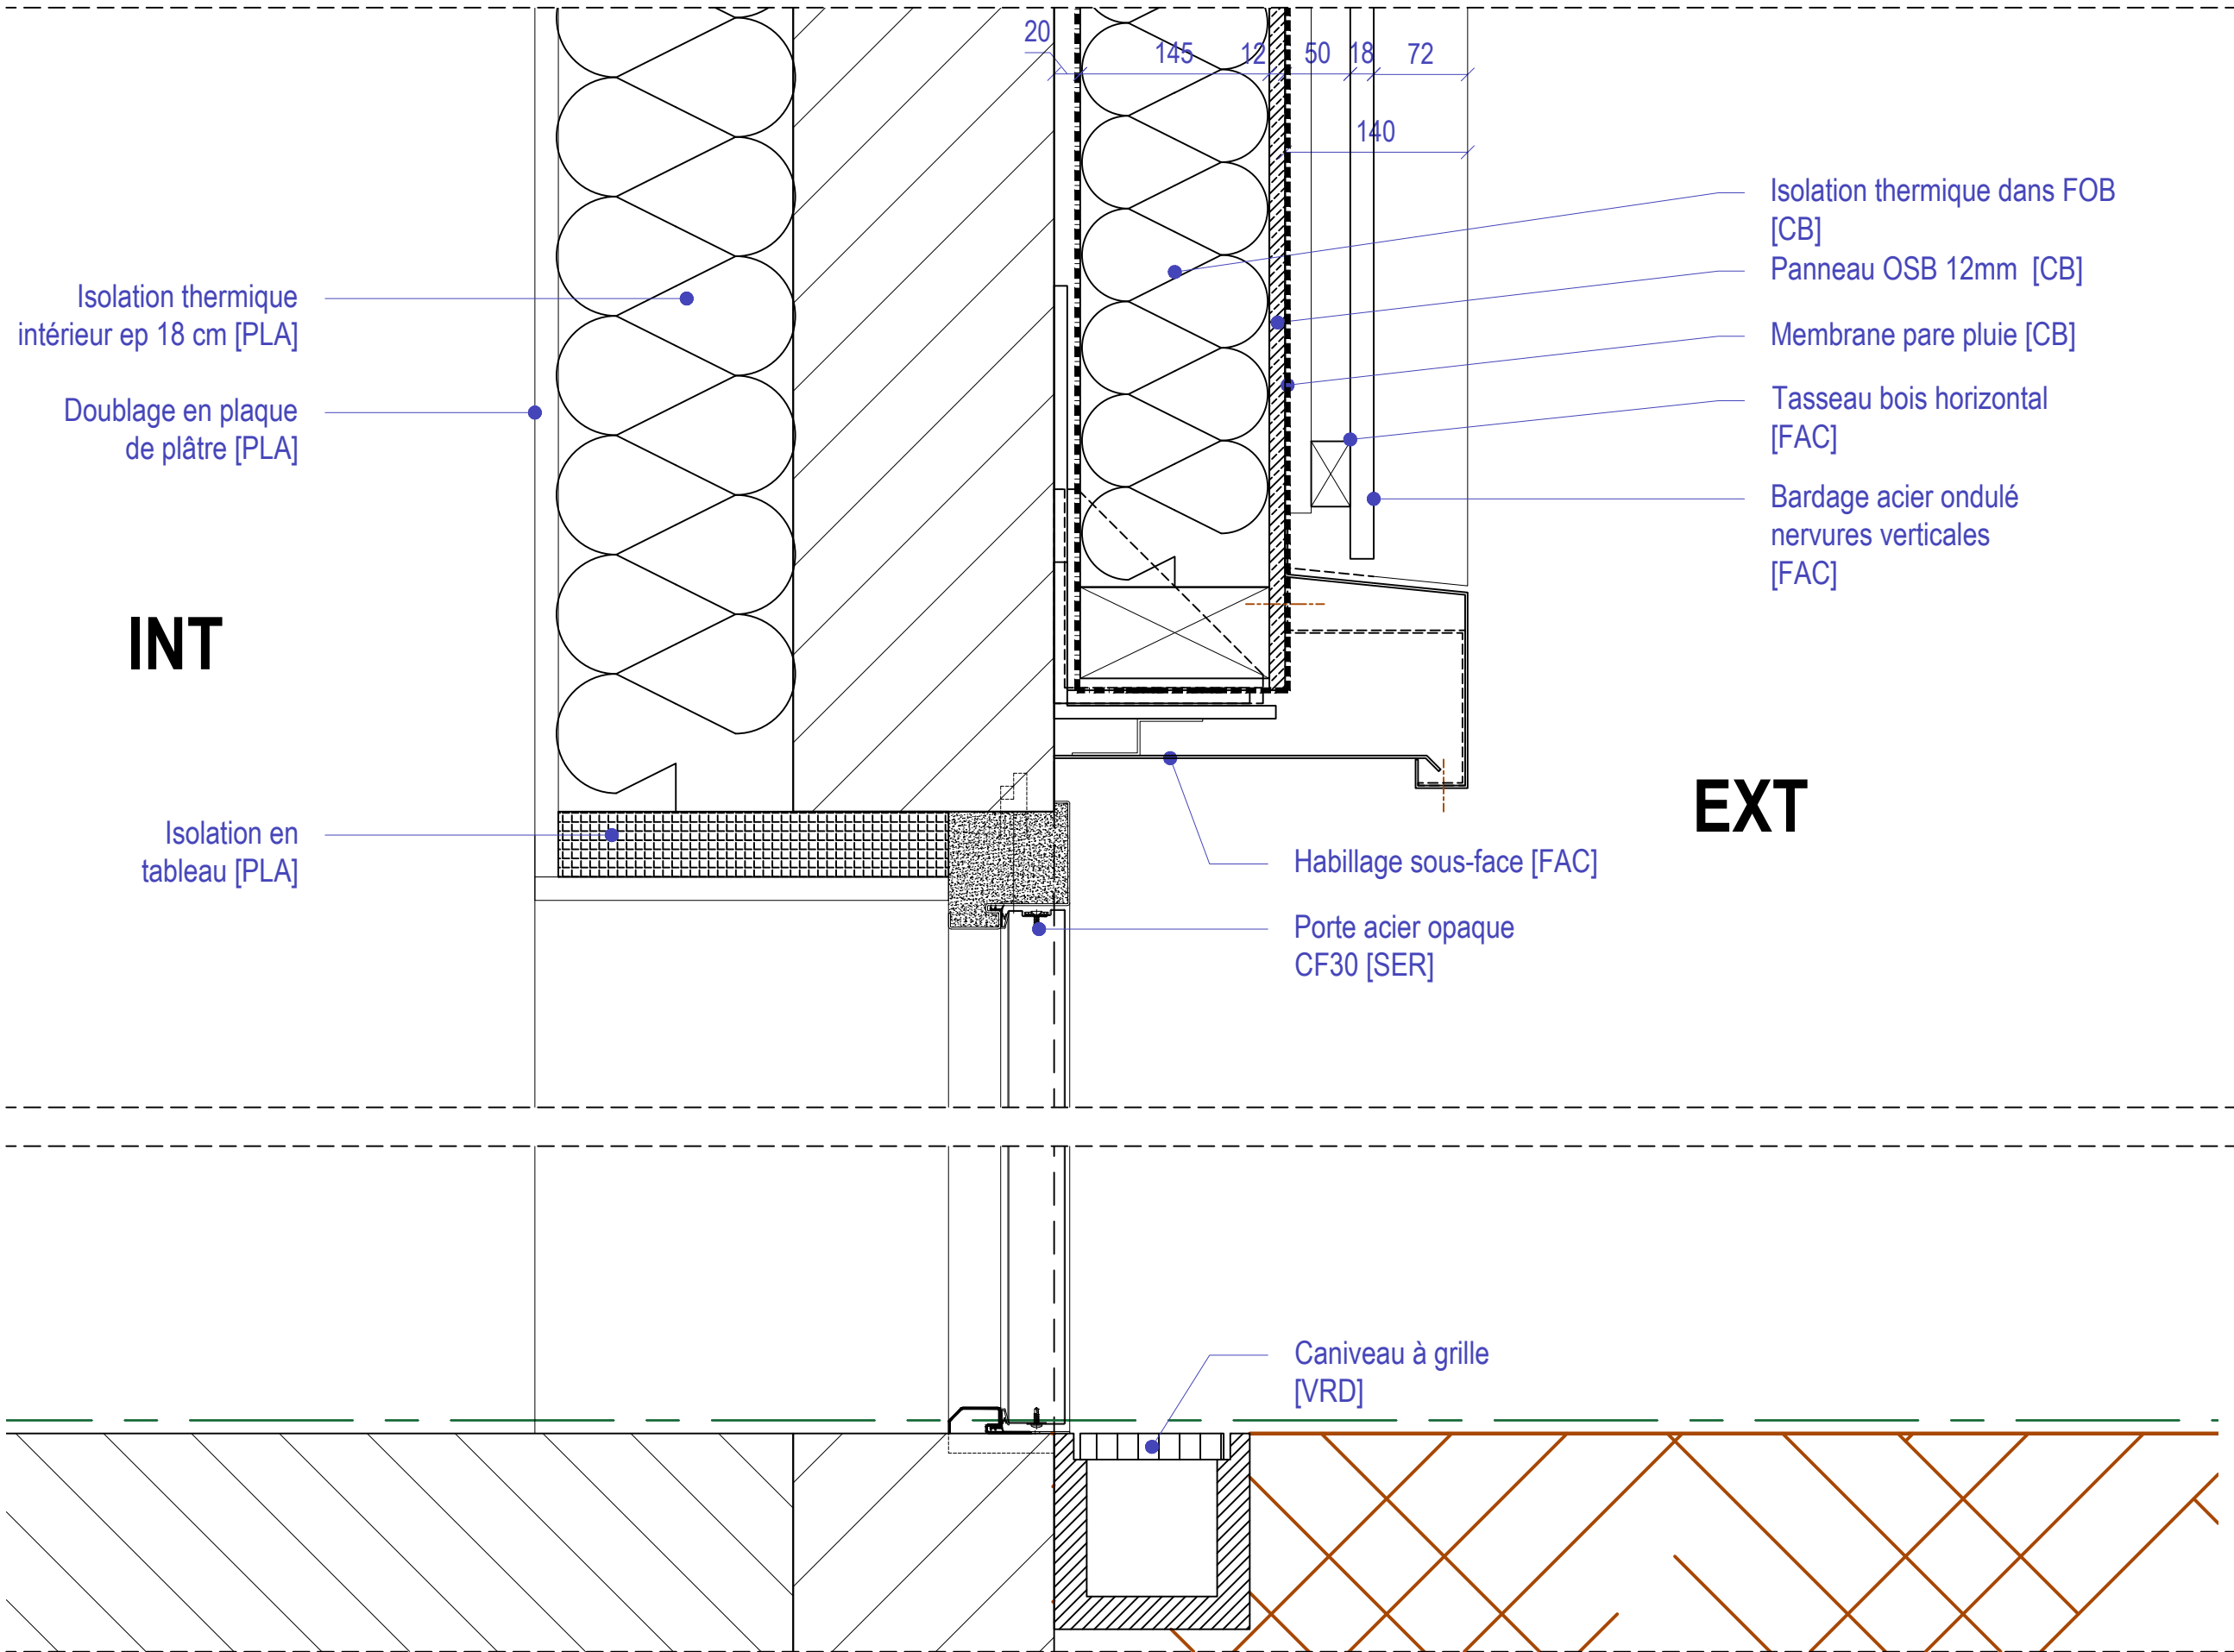 20
145
12
50
18
72
140
Isolation thermique dans FOB
[CB]
Panneau OSB 12mm [CB]
Membrane pare pluie [CB]
Tasseau bois horizontal
[FAC]
Bardage acier ondulé
nervures verticales
[FAC]
Isolation thermique
intérieur ep 18 cm [PLA]
Doublage en plaque
de plâtre [PLA]
INT
EXT
Isolation en
tableau [PLA]
Habillage sous-face [FAC]
Porte acier opaque
CF30 [SER]
Caniveau à grille
[VRD]